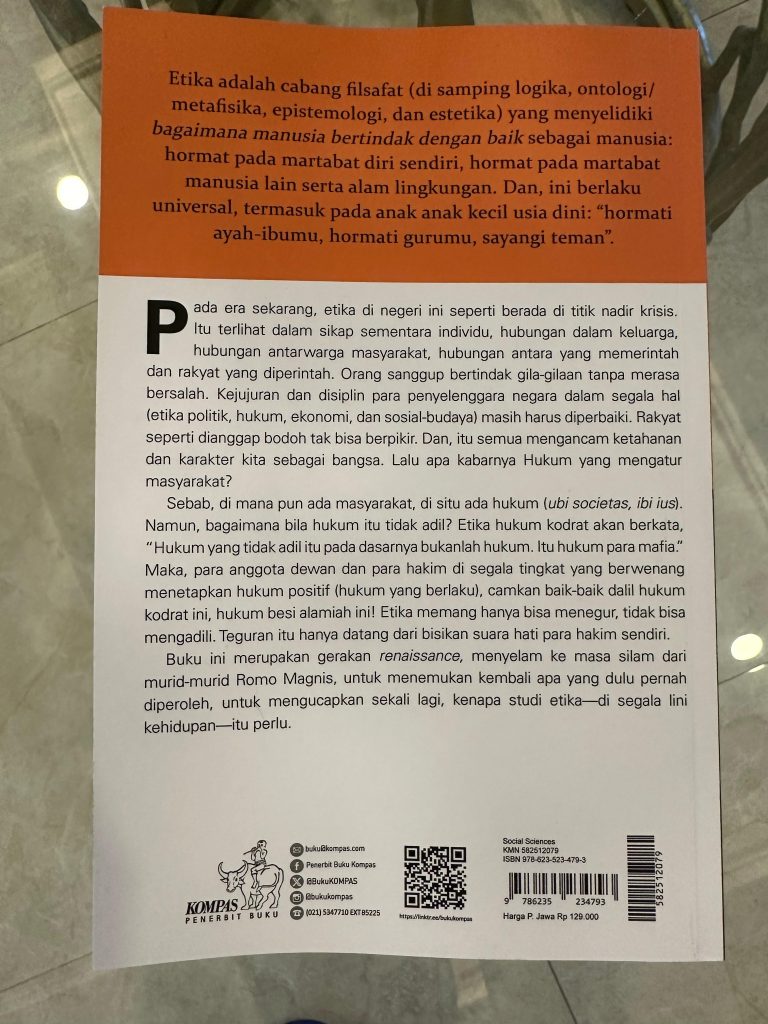 Etika adalah cabang filsafat (di samping logika, ontologi/
metafisika, epistemologi, dan estetika) yang menyelidiki
bagaimana manusia bertindak dengan baik sebagai manusia:
hormat pada martabat diri sendiri, hormat pada martabat
manusia lain serta alam lingkungan. Dan, ini berlaku
universal, termasuk pada anak anak kecil usia dini: “hormati
ayah-ibumu, hormati gurumu, sayangi teman”.
Pada era sekarang, etika di negeri ini seperti berada di titik nadir krisis.
Itu terlihat dalam sikap sementara individu, hubungan dalam keluarga,
hubungan antarwarga masyarakat, hubungan antara yang memerintah
dan rakyat yang diperintah. Orang sanggup bertindak gila-gilaan tanpa merasa
bersalah. Kejujuran dan disiplin para penyelenggara negara dalam segala hal
(etika politik, hukum, ekonomi, dan sosial-budaya) masih harus diperbaiki. Rakyat
seperti dianggap bodoh tak bisa berpikir. Dan, itu semua mengancam ketahanan
dan karakter kita sebagai bangsa. Lalu apa kabarnya Hukum yang mengatur
masyarakat?
Sebab, di mana pun ada masyarakat, di situ ada hukum (ubi societas, ibi ius).
Namun, bagaimana bila hukum itu tidak adil? Etika hukum kodrat akan berkata,
“Hukum yang tidak adil itu pada dasarnya bukanlah hukum. Itu hukum para mafia.”
Maka, para anggota dewan dan para hakim di segala tingkat yang berwenang
menetapkan hukum positif (hukum yang berlaku), camkan baik-baik dalil hukum
kodrat ini, hukum besi alamiah ini! Etika memang hanya bisa menegur, tidak bisa
mengadili. Teguran itu hanya datang dari bisikan suara hati para hakim sendiri.
Buku ini merupakan gerakan renaissance, menyelam ke masa silam dari
murid-murid Romo Magnis, untuk menemukan kembali apa yang dulu pernah
diperoleh, untuk mengucapkan sekali lagi, kenapa studi etika—di segala lini
kehidupan—itu perlu.
KOMPAS
PENERBIT BUKU
buku@kompas.com
Penerbit Buku Kompas
@BukuKOMPAS
@bukukompas
(021) 5347710 EXT 85225
https://linktr.ee/bukukompas
Social Sciences
KMN 582512079
ISBN 978-623-523-479-3
9 786235 234793
Harga P. Jawa Rp 129.000
582512079